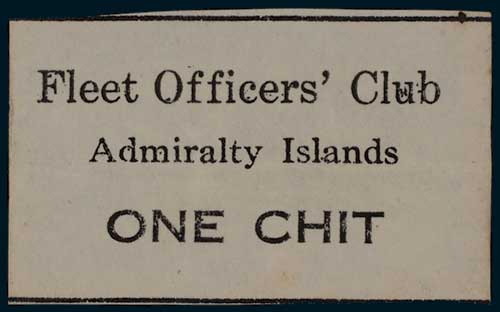 Fleet Officers' Club
Admiralty Islands
ONE CHIT